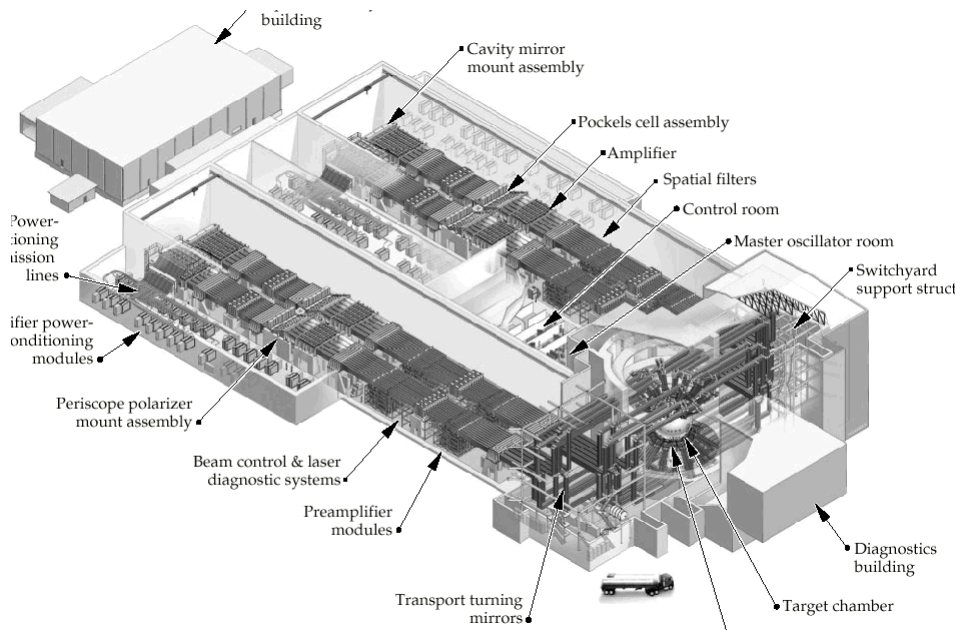 building
Cavity mirror
mount assembly
Pockels cell assembly
Amplifier
Spatial filters
Control room
Master oscillator room
Switchyard
support struct
Power-
tioning
ission
lines
ifier power-
onditioning
modules
Periscope polarizer
mount assembly
Beam control & laser
diagnostic systems
Preamplifier
modules
Transport turning
mirrors
Diagnostics
building
Target chamber